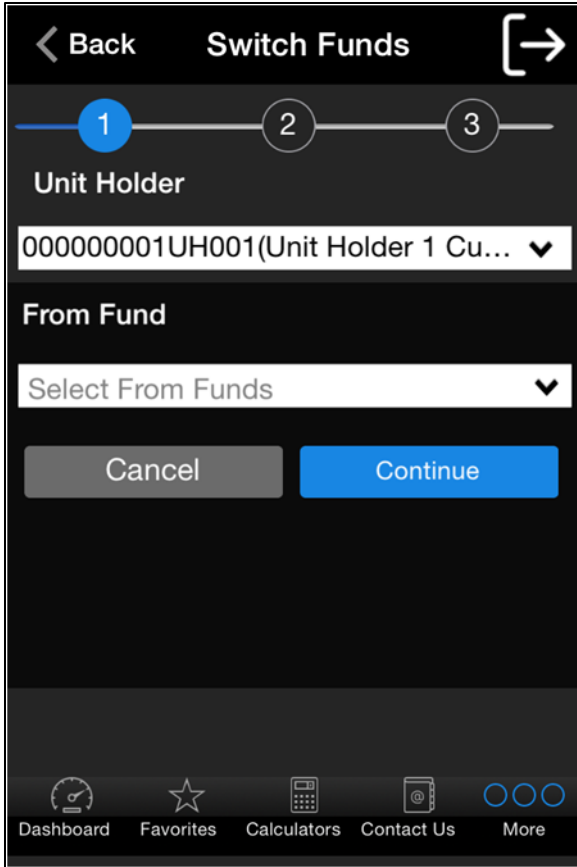 Back Switch Funds
1 2 3
Unit Holder
000000001UH001(Unit Holder 1 Cu...
From Fund
Select From Funds
Cancel Continue
@
Dashboard Favorites Calculators Contact Us More